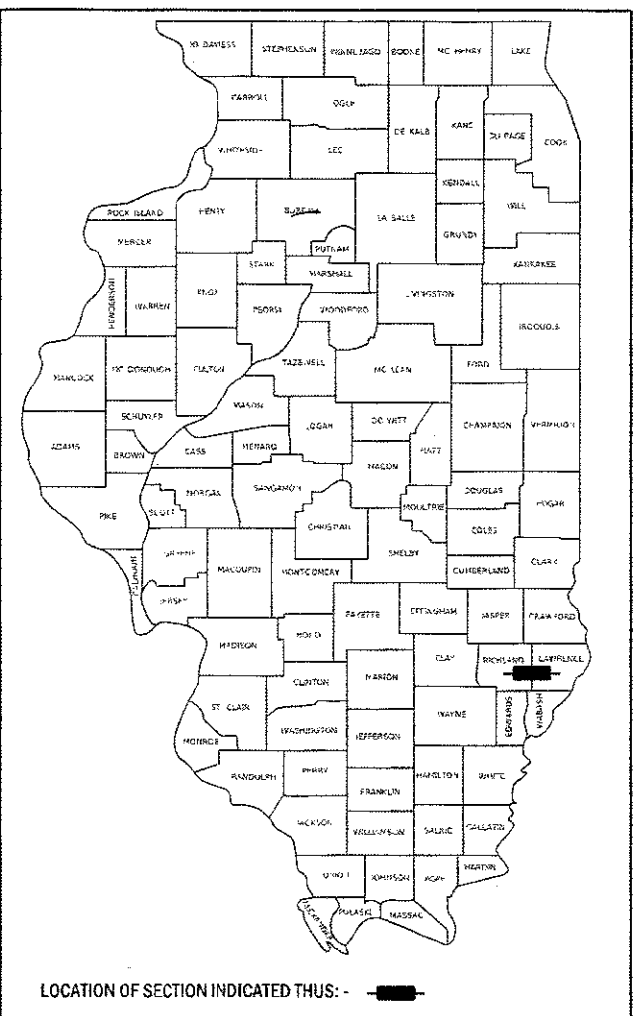 STEPHENSON
WINNEBAGO
BOONE
MC HENRY
LAKE
CARROLL
OGLE
DE KALB
KANE
DU PAGE
COOK
WHITESIDE
LEE
KENDALL
WILL
ROCK ISLAND
HENRY
BUREAU
LA SALLE
GRUNDY
MERCER
PUTNAM
KANKAKEE
STARK
MARSHALL
HENDERSON
WARREN
KNOX
PEORIA
WOODFORD
LIVINGSTON
IROQUOIS
TAZEWELL
MC LEAN
FORD
HANCOCK
MC DONOUGH
FULTON
MASON
SCHUYLER
LOGAN
DE WITT
CHAMPAIGN
VERMILION
ADAMS
BROWN
CASS
MENARD
MACON
PIATT
MORGAN
SANGAMON
DOUGLAS
EDGAR
PIKE
SCOTT
CHRISTIAN
MOULTRIE
COLES
GREENE
MACOUPIN
MONTGOMERY
SHELBY
CUMBERLAND
CLARK
CALHOUN
JERSEY
FAYETTE
EFFINGHAM
JASPER
CRAWFORD
MADISON
BOND
CLAY
RICHLAND
LAWRENCE
CLINTON
MARION
ST. CLAIR
WAYNE
EDWARDS
WABASH
MONROE
WASHINGTON
JEFFERSON
RANDOLPH
PERRY
HAMILTON
WHITE
FRANKLIN
JACKSON
WILLIAMSON
SALINE
GALLATIN
UNION
JOHNSON
POPE
HARDIN
ALEXANDER
PULASKI
MASSAC
LOCATION OF SECTION INDICATED THUS: -